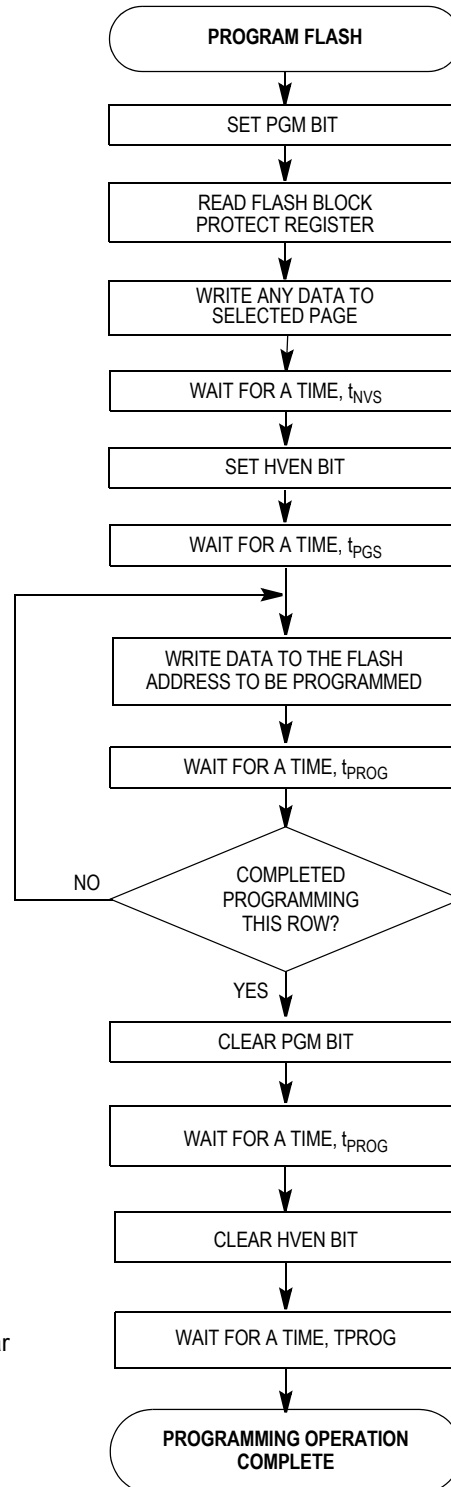 PROGRAM FLASH
SET PGM BIT
READ FLASH BLOCK
PROTECT REGISTER
WRITE ANY DATA TO
SELECTED PAGE
WAIT FOR A TIME, tNVS
SET HVEN BIT
WAIT FOR A TIME, tPGS
WRITE DATA TO THE FLASH
ADDRESS TO BE PROGRAMMED
WAIT FOR A TIME, tPROG
COMPLETED
PROGRAMMING
THIS ROW?
NO
YES
CLEAR PGM BIT
WAIT FOR A TIME, tPROG
CLEAR HVEN BIT
WAIT FOR A TIME, TPROG
PROGRAMMING OPERATION
COMPLETE